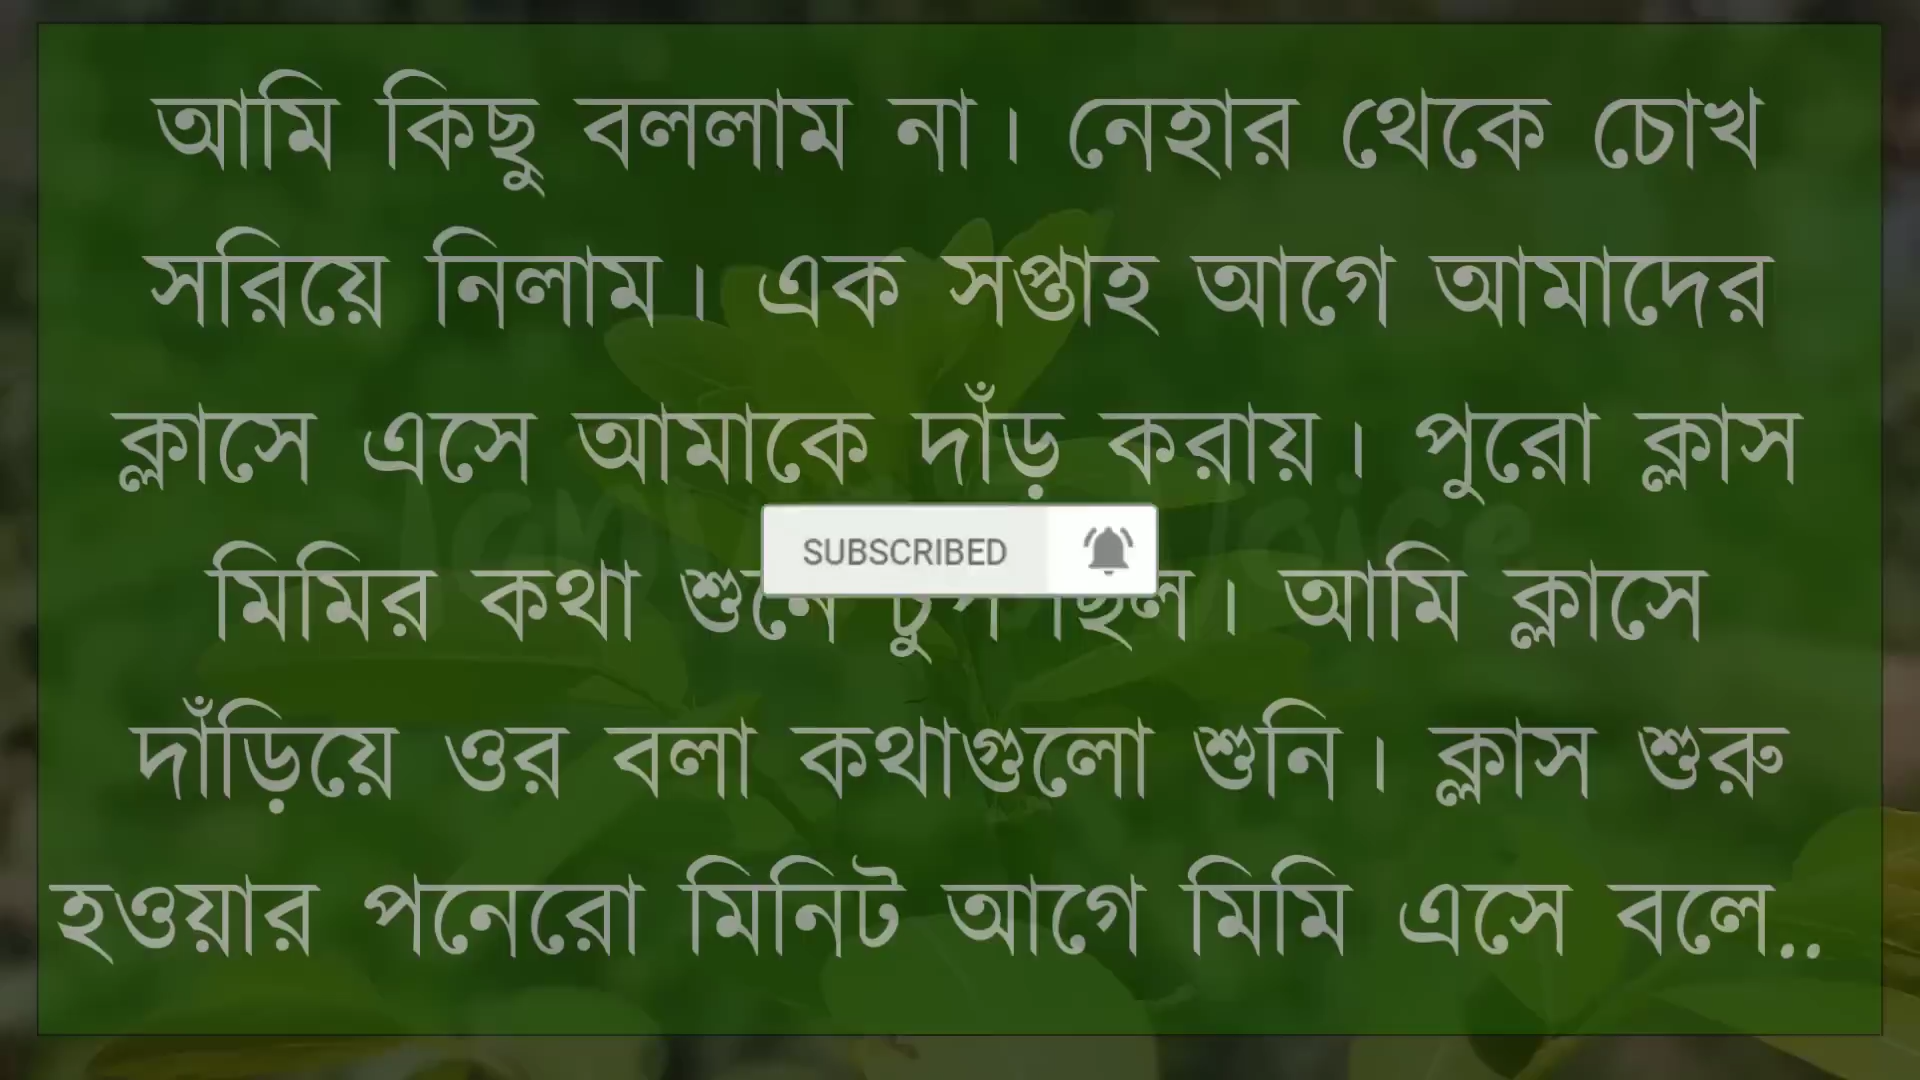 আমি কিছু বললাম না। নেহার থেকে চোখ
সরিয়ে নিলাম। এক সপ্তাহ আগে আমাদের
ক্লাসে এসে আমাকে দাঁড় করায়। পুরো ক্লাস
SUBSCRIBED
মিমির কথা শুনে চুপ ছিল। আমি ক্লাসে
দাঁড়িয়ে ওর বলা কথাগুলো শুনি। ক্লাস শুরু
হওয়ার পনেরো মিনিট আগে মিমি এসে বলে..